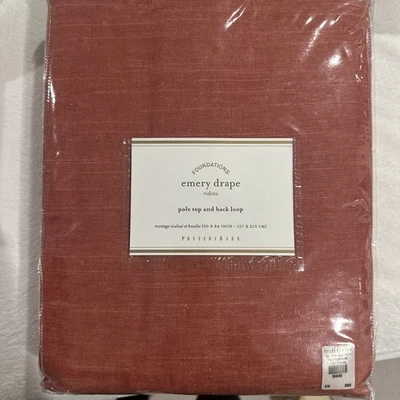 FOUNDATIONS
emery drape
rideau
pole top and back loop
montage coulissé et boucles (50 X 84 INCH - 127 X 213 CM)
POTTERY BARN